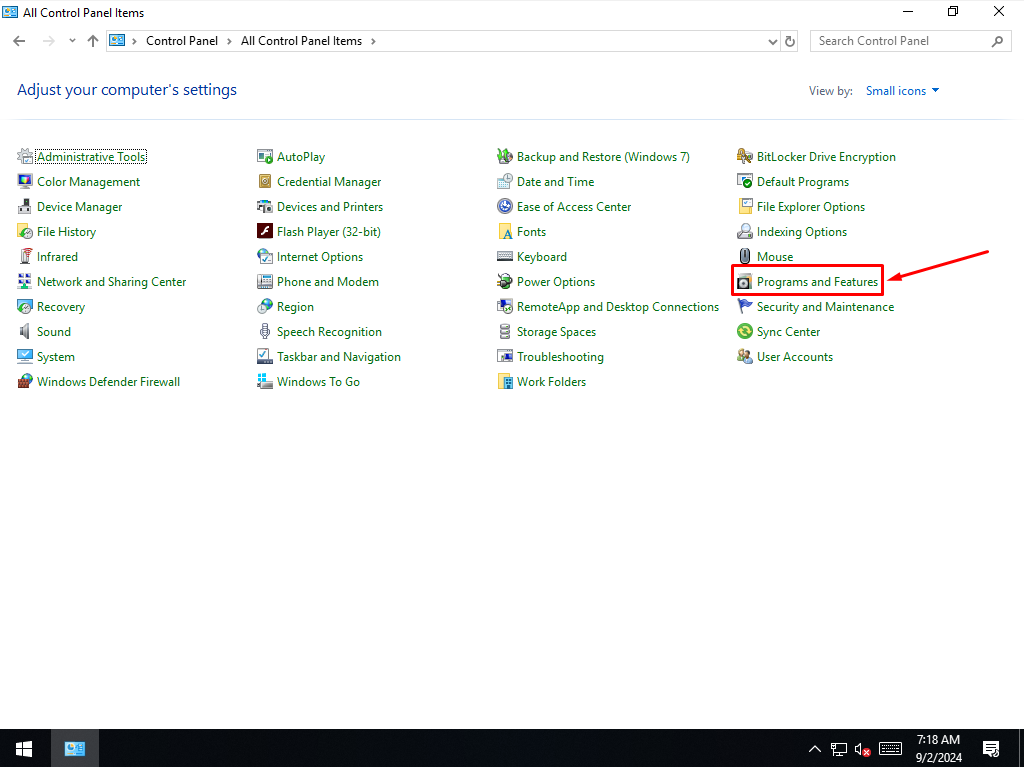 All Control Panel Items
Control Panel > All Control Panel Items >
Search Control Panel
Adjust your computer's settings
View by: Small icons
Administrative Tools
AutoPlay
Backup and Restore (Windows 7)
BitLocker Drive Encryption
Color Management
Credential Manager
Date and Time
Default Programs
Device Manager
Devices and Printers
Ease of Access Center
File Explorer Options
File History
Flash Player (32-bit)
Fonts
Indexing Options
Infrared
Internet Options
Keyboard
Mouse
Network and Sharing Center
Phone and Modem
Power Options
Programs and Features
Recovery
Region
RemoteApp and Desktop Connections
Security and Maintenance
Sound
Speech Recognition
Storage Spaces
Sync Center
System
Taskbar and Navigation
Troubleshooting
User Accounts
Windows Defender Firewall
Windows To Go
Work Folders
7:18 AM
9/2/2024